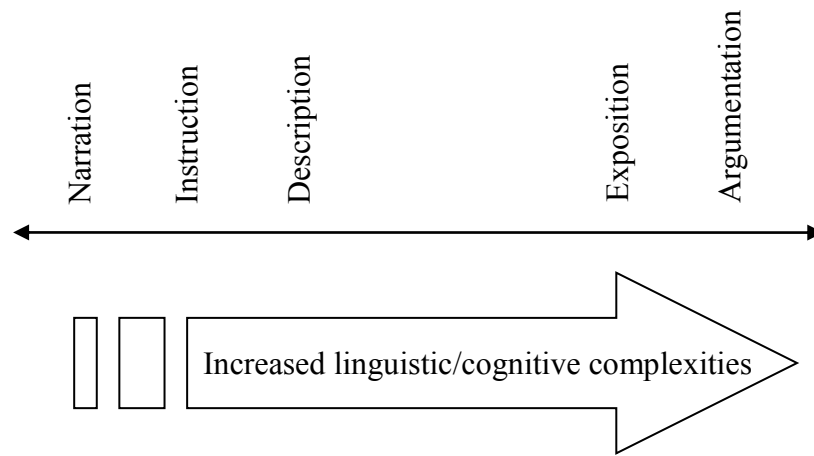 Narration
Instruction
Description
Exposition
Argumentation
Increased linguistic/cognitive complexities